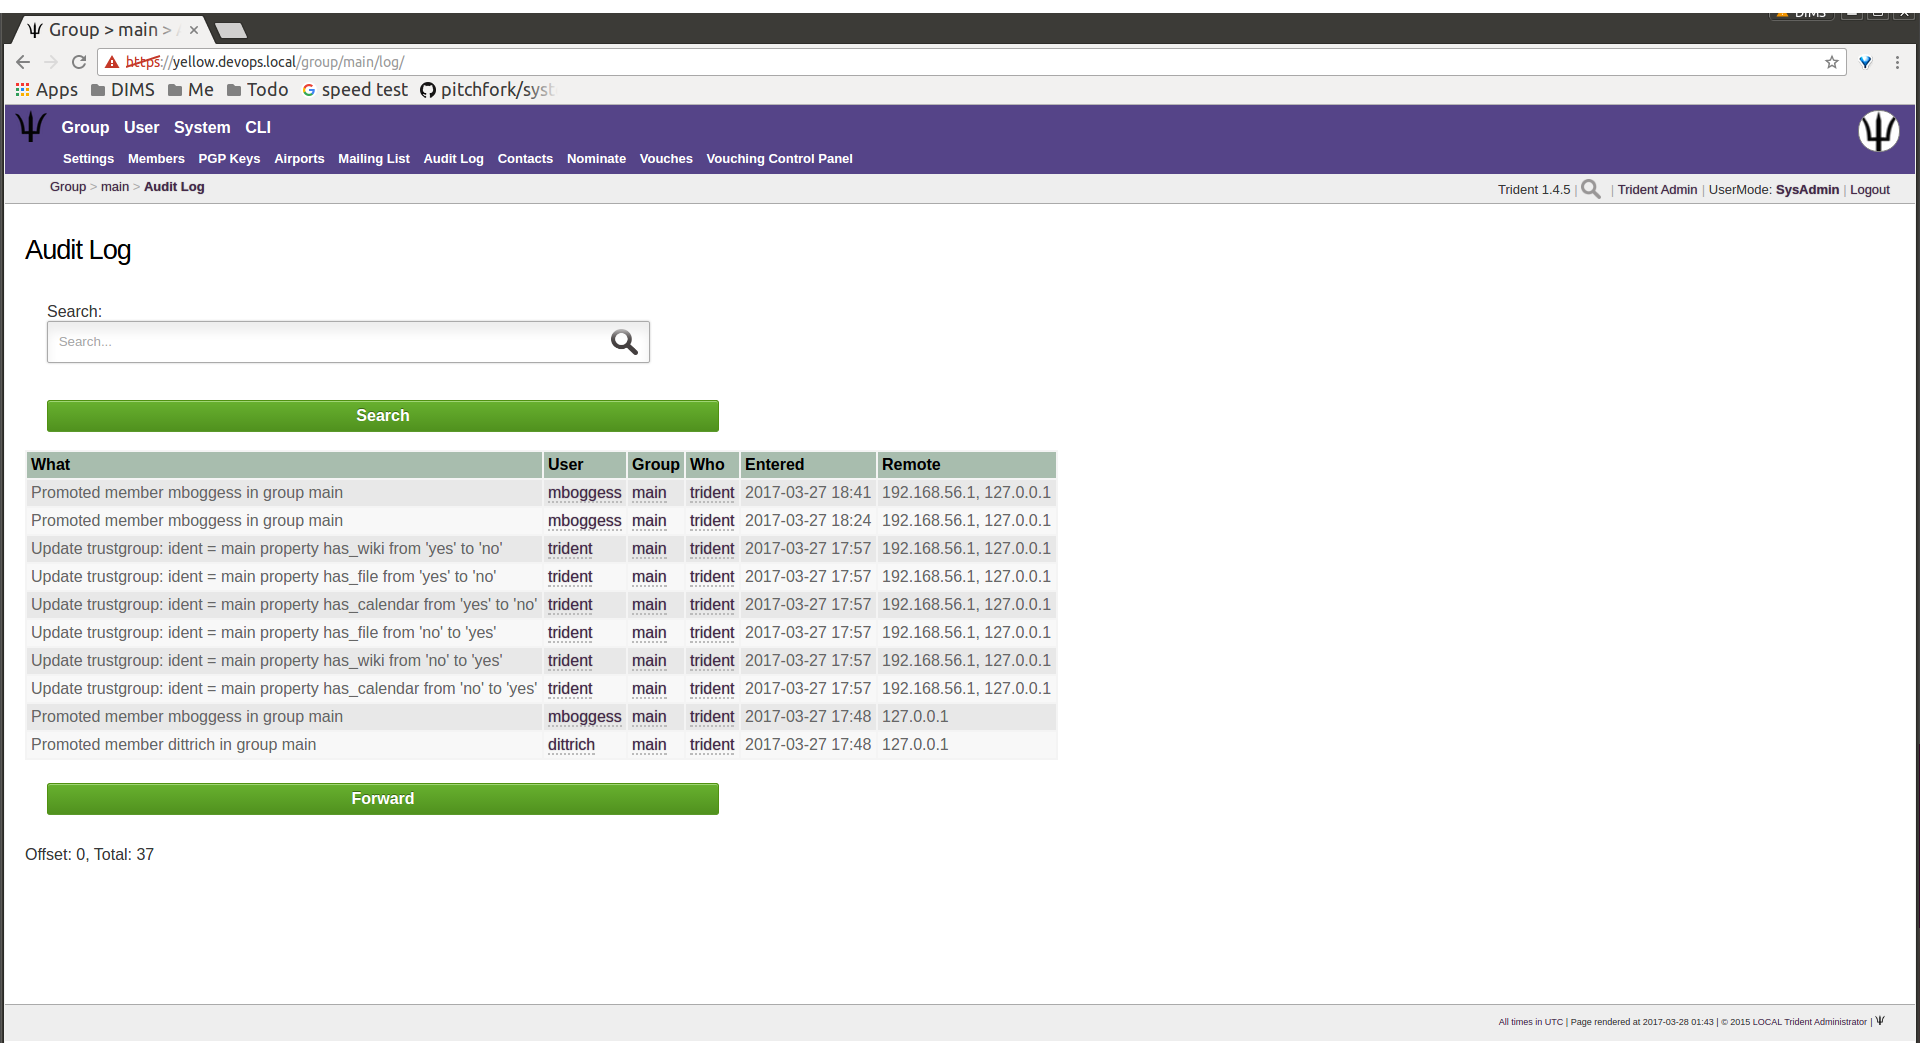 DIMS
Group > main > /
https://yellow.devops.local/group/main/log/
Apps DIMS Me Todo speed test pitchfork/syst
Group User System CLI
Settings Members PGP Keys Airports Mailing List Audit Log Contacts Nominate Vouches Vouching Control Panel
Group > main > Audit Log
Trident 1.4.5 | | Trident Admin | UserMode: SysAdmin | Logout
Audit Log
Search:
Search...
Search
What User Group Who Entered Remote
Promoted member mboggess in group main mboggess main trident 2017-03-27 18:41 192.168.56.1, 127.0.0.1
Promoted member mboggess in group main mboggess main trident 2017-03-27 18:24 192.168.56.1, 127.0.0.1
Update trustgroup: ident = main property has_wiki from 'yes' to 'no' trident main trident 2017-03-27 17:57 192.168.56.1, 127.0.0.1
Update trustgroup: ident = main property has_file from 'yes' to 'no' trident main trident 2017-03-27 17:57 192.168.56.1, 127.0.0.1
Update trustgroup: ident = main property has_calendar from 'yes' to 'no' trident main trident 2017-03-27 17:57 192.168.56.1, 127.0.0.1
Update trustgroup: ident = main property has_file from 'no' to 'yes' trident main trident 2017-03-27 17:57 192.168.56.1, 127.0.0.1
Update trustgroup: ident = main property has_wiki from 'no' to 'yes' trident main trident 2017-03-27 17:57 192.168.56.1, 127.0.0.1
Update trustgroup: ident = main property has_calendar from 'no' to 'yes' trident main trident 2017-03-27 17:57 192.168.56.1, 127.0.0.1
Promoted member mboggess in group main mboggess main trident 2017-03-27 17:48 127.0.0.1
Promoted member dittrich in group main dittrich main trident 2017-03-27 17:48 127.0.0.1
Forward
Offset: 0, Total: 37
All times in UTC | Page rendered at 2017-03-28 01:43 | © 2015 LOCAL Trident Administrator |